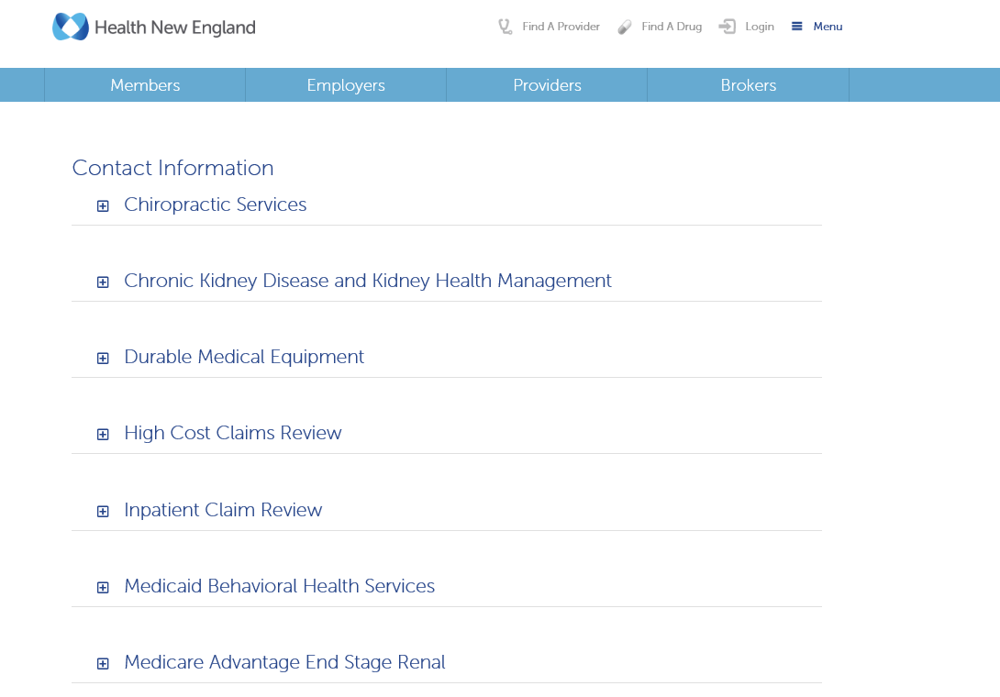 Health New England
Find A Provider
Find A Drug
Login
Menu
Members
Employers
Providers
Brokers
Contact Information
Chiropractic Services
Chronic Kidney Disease and Kidney Health Management
Durable Medical Equipment
High Cost Claims Review
Inpatient Claim Review
Medicaid Behavioral Health Services
Medicare Advantage End Stage Renal